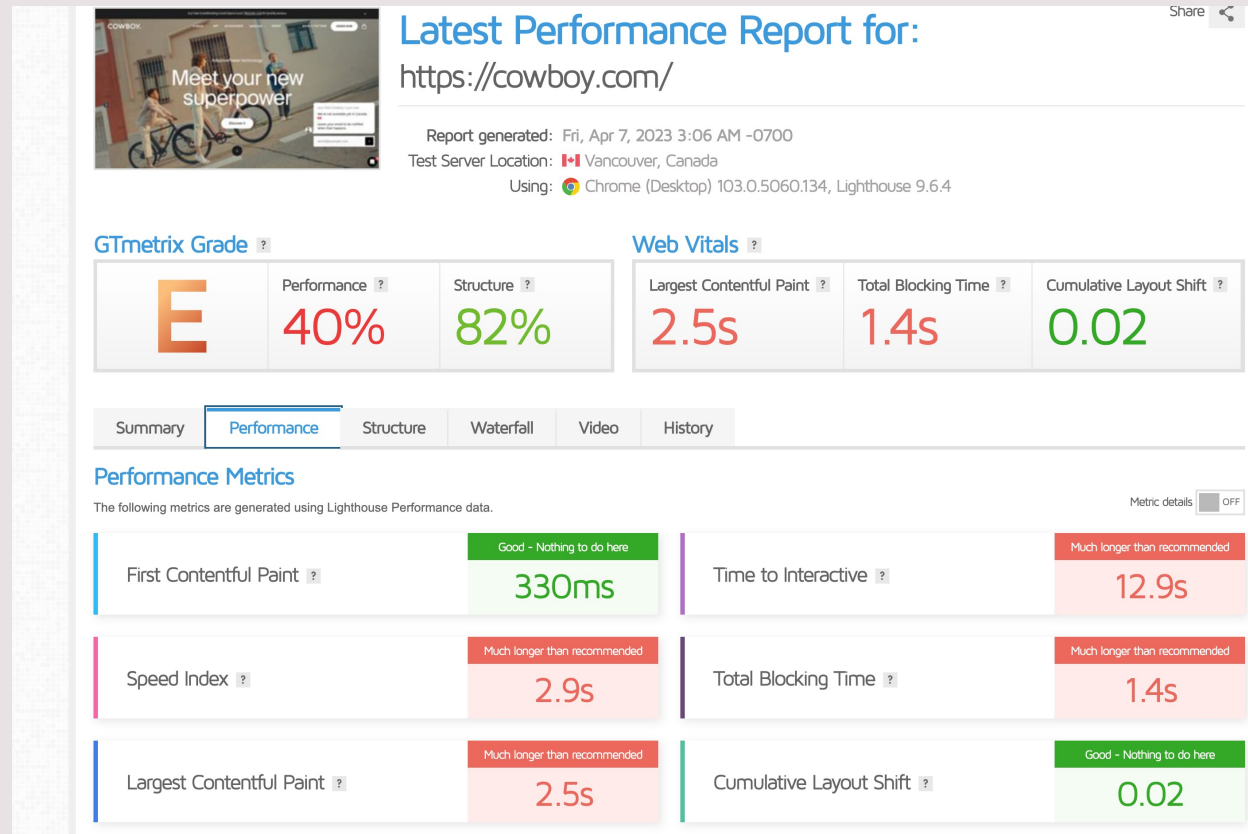 Share
Latest Performance Report for:
https://cowboy.com/
COWBOY.
Meet your new
superpower
Report generated: Fri, Apr 7, 2023 3:06 AM -0700
Test Server Location: Vancouver, Canada
Using: Chrome (Desktop) 103.0.5060.134, Lighthouse 9.6.4
GTmetrix Grade ?
Web Vitals ?
E
Performance ?
40%
Structure ?
82%
Largest Contentful Paint ?
2.5s
Total Blocking Time ?
1.4s
Cumulative Layout Shift ?
0.02
Summary Performance Structure Waterfall Video History
Performance Metrics
The following metrics are generated using Lighthouse Performance data.
Metric details OFF
First Contentful Paint ?
Good - Nothing to do here
330ms
Time to Interactive ?
Much longer than recommended
12.9s
Speed Index ?
Much longer than recommended
2.9s
Total Blocking Time ?
Much longer than recommended
1.4s
Largest Contentful Paint ?
Much longer than recommended
2.5s
Cumulative Layout Shift ?
Good - Nothing to do here
0.02